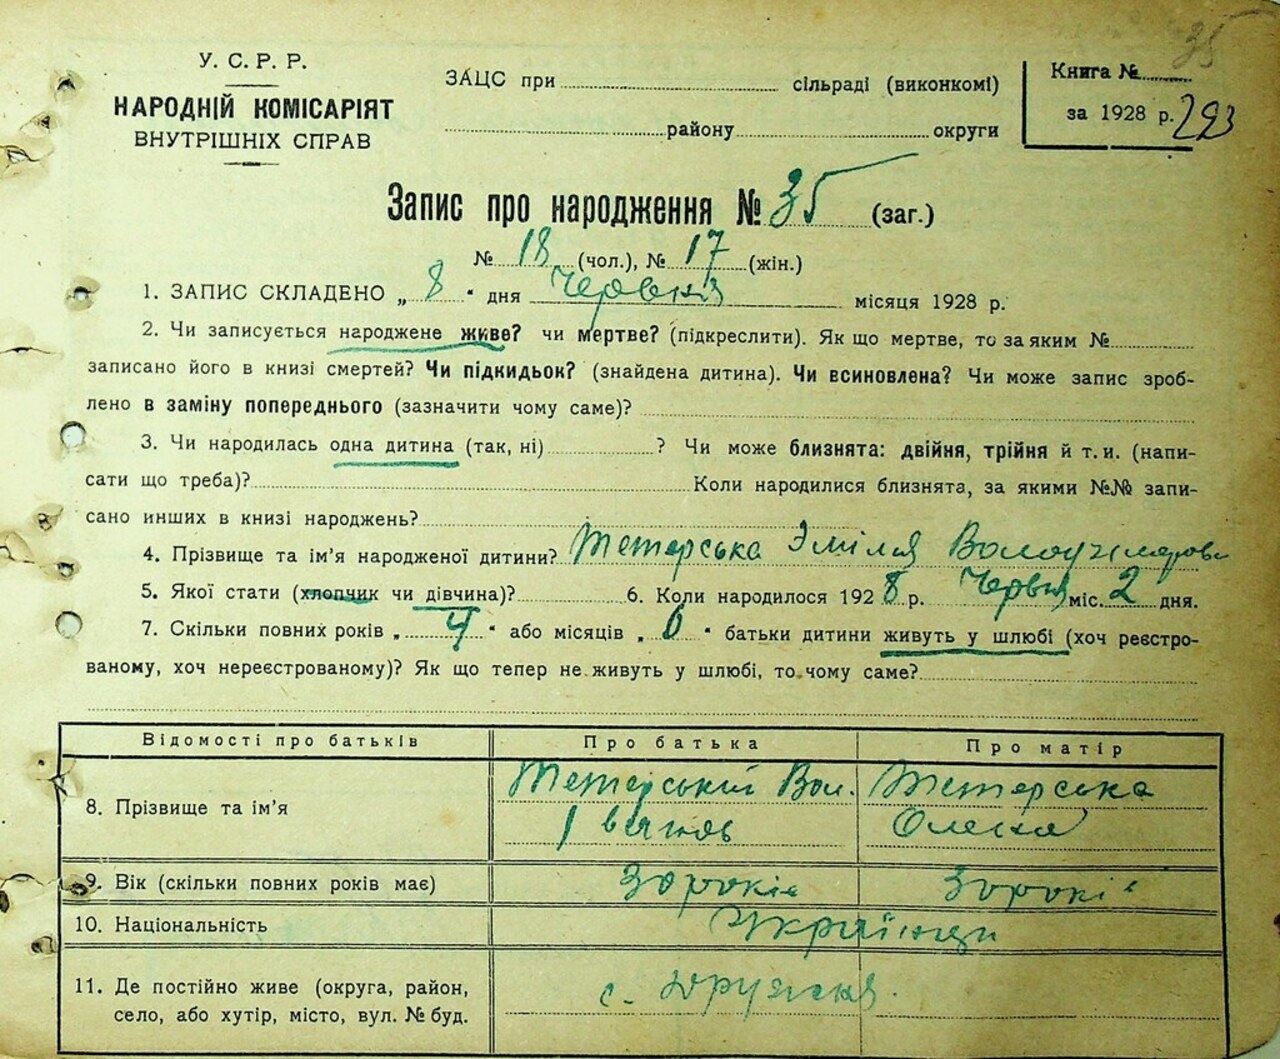 35
У. С. Р. Р.
НАРОДНІЙ КОМІСАРІЯТ
ВНУТРІШНІХ СПРАВ
ЗАЦС при сільраді (виконкомі)
району округи
Книга №
за 1928 р. 293
Запис про народження № 35 (заг.)
№ 18 (чол.), № 17 (жін.)
1. ЗАПИС СКЛАДЕНО „ 8 “ дня Червня місяця 1928 р.
2. Чи записується народжене живе? чи мертве? (підкреслити). Як що мертве, то за яким №
записано його в книзі смертей? Чи підкидьок? (знайдена дитина). Чи всиновлена? Чи може запис зроб-
лено в заміну попереднього (зазначити чому саме)?
3. Чи народилась одна дитина (так, ні) ? Чи може близнята: двійня, трійня й т. и. (напи-
сати що треба)? Коли народилися близнята, за якими №№ запи-
сано инших в книзі народжень?
4. Прізвище та ім’я народженої дитини? Тетерська Эмілія
5. Якої стати (хлопчик чи дівчина)? 6. Коли народилося 1928 р. Червня міс. 2 дня.
7. Скільки повних років „ 4 “ або місяців „ 6 “ батьки дитини живуть у шлюбі (хоч реєстро-
ваному, хоч нереєстрованому)? Як що тепер не живуть у шлюбі, то чому саме?
Відомості про батьків Про батька Про матір
8. Прізвище та ім’я Тетерський Вол. Тетерська
Олена
9. Вік (скільки повних років має) 30 років 30 років
10. Національність Українци
11. Де постійно живе (округа, район,
село, або хутір, місто, вул. № буд.
с.